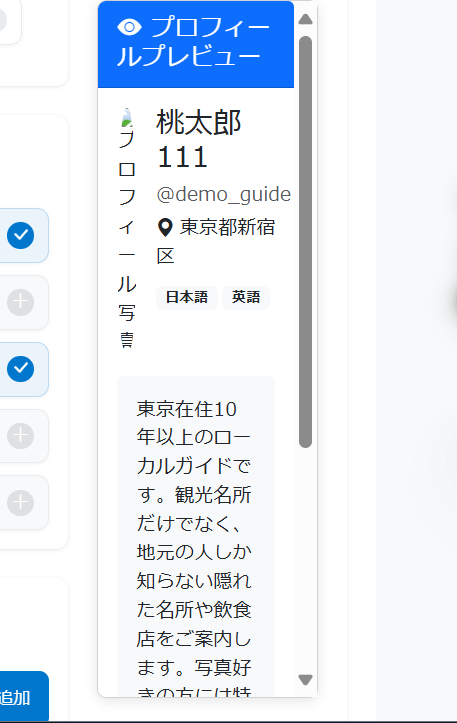 プロフィー
ルプレビュー
プロフィール写真
桃太郎
111
@demo_guide
東京都新宿
区
日本語 英語
東京在住10
年以上のロー
カルガイドで
す。観光名所
だけでなく、
地元の人しか
知らない隠れ
た名所や飲食
店をご案内し
ます。写真好
きの方には特
追加